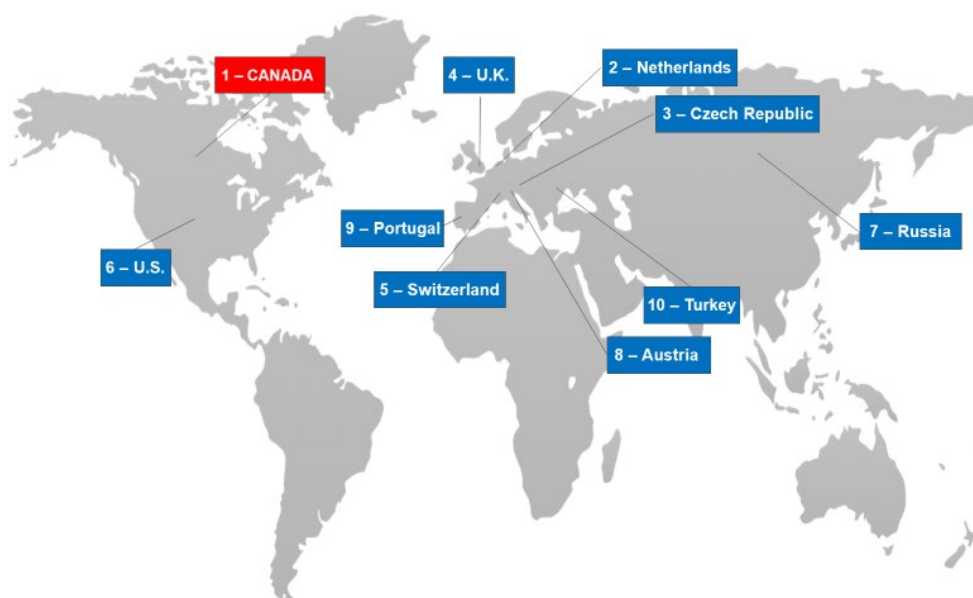 1 – CANADA
4 – U.K.
2 – Netherlands
3 – Czech Republic
9 – Portugal
7 – Russia
6 – U.S.
5 – Switzerland
10 – Turkey
8 – Austria